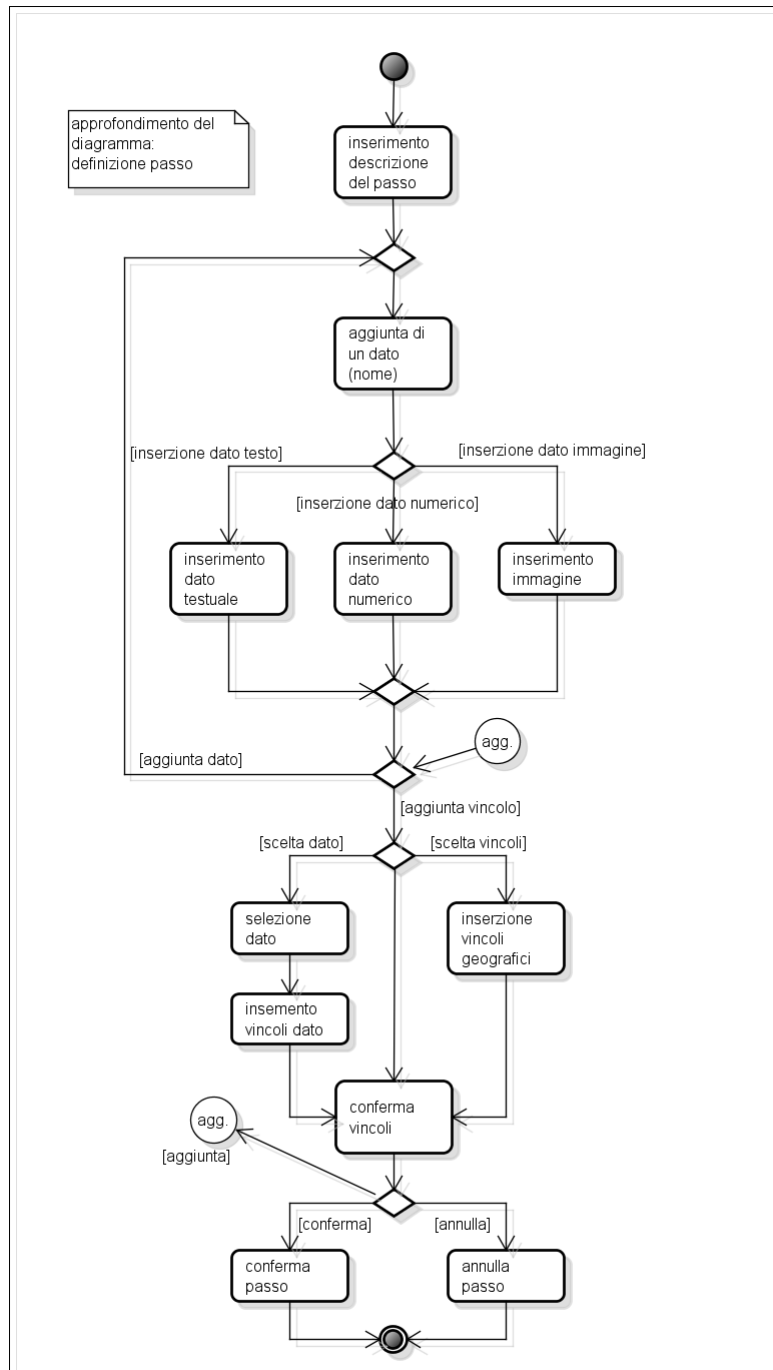 approfondimento del
diagramma:
definizione passo
inserimento
descrizione
del passo
aggiunta di
un dato
(nome)
[inserzione dato testo]
[inserzione dato immagine]
[inserzione dato numerico]
inserimento
dato
testuale
inserimento
dato
numerico
inserimento
immagine
agg.
[aggiunta dato]
[aggiunta vincolo]
[scelta dato]
[scelta vincoli]
selezione
dato
inserzione
vincoli
geografici
insemento
vincoli dato
conferma
vincoli
agg.
[aggiunta]
[conferma]
[annulla]
conferma
passo
annulla
passo